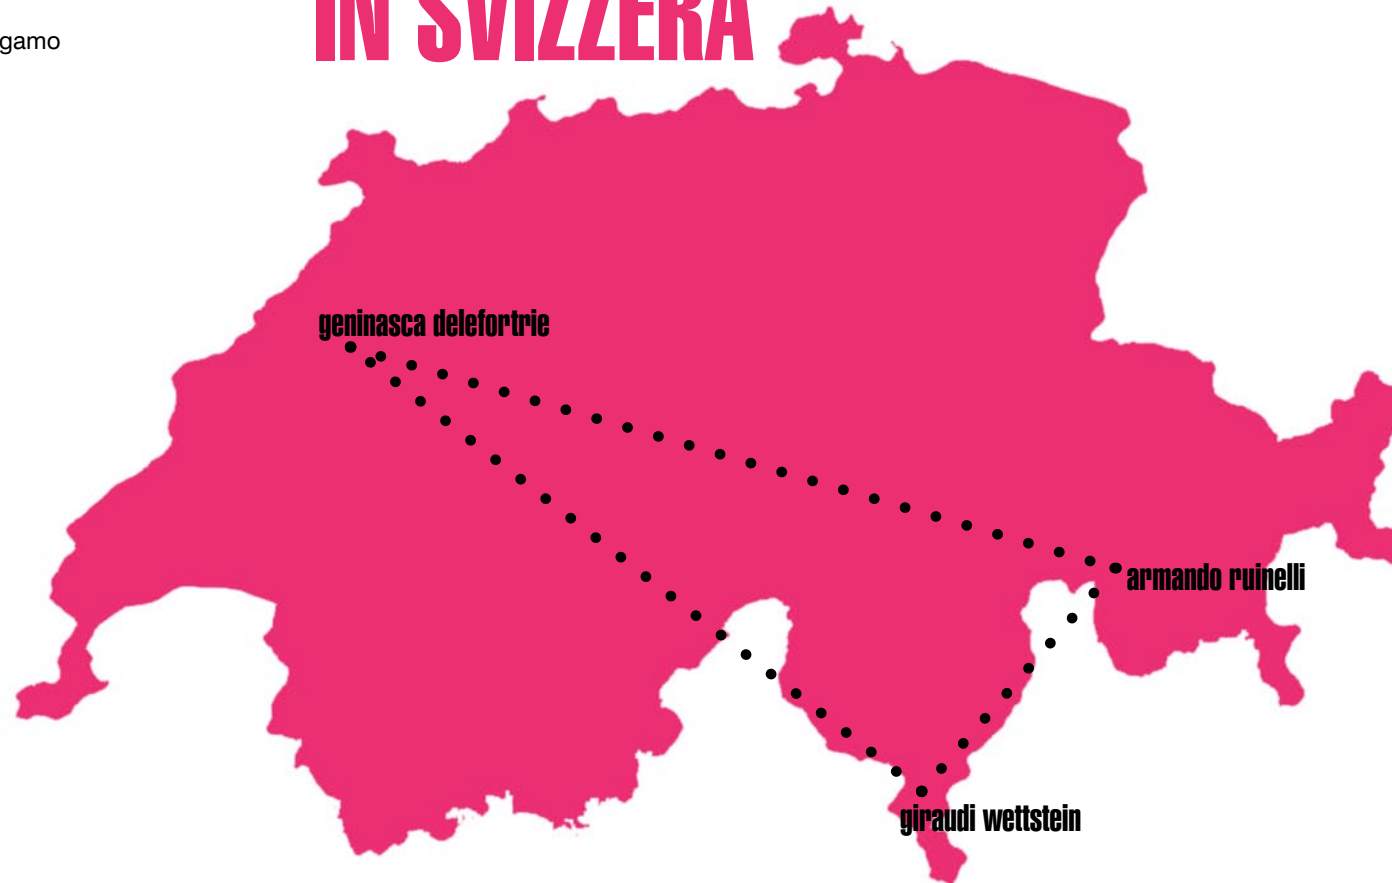 IN SVIZZERA
gamo
geninasca delefortrie
armando ruinelli
giraudi wettstein